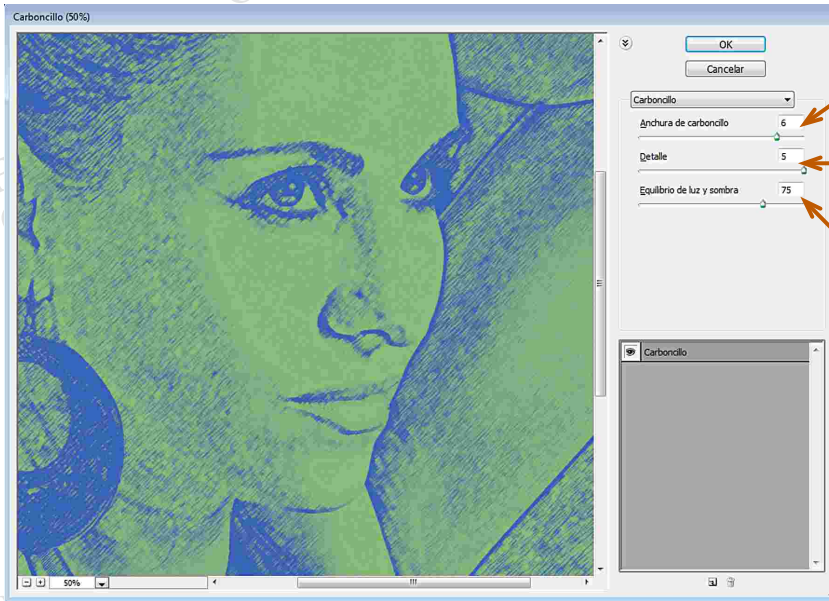 Carboncillo (50%)
OK
Cancelar
Carboncillo
Anchura de carboncillo 6
Detalle 5
Equilibrio de luz y sombra 75
Carboncillo
50%